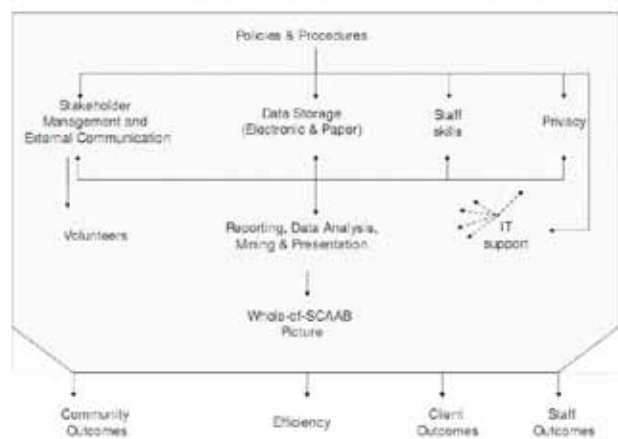 Policies & Procedures
Stakeholder
Management and
External Communication
Data Storage
(Electronic & Paper)
Staff
skills
Privacy
Volunteers
Reporting, Data Analysis,
Mining & Presentation
IT
support
Whole-of-SCAAB
Picture
Community
Outcomes
Efficiency
Client
Outcomes
Staff
Outcomes